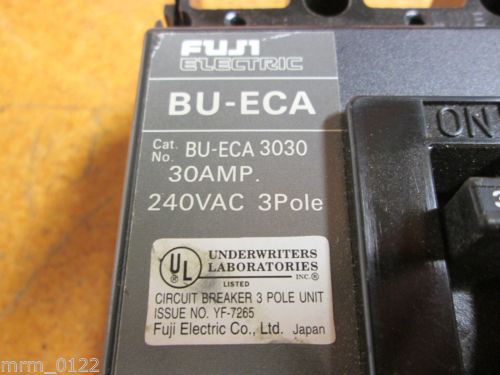 FUJI
ELECTRIC
BU-ECA
Cat. No. BU-ECA 3030
30AMP.
240VAC 3Pole
ON
3
UL
UNDERWRITERS
LABORATORIES
INC.®
LISTED
CIRCUIT BREAKER 3 POLE UNIT
ISSUE NO. YF-7265
Fuji Electric Co., Ltd. Japan
mrm_0122